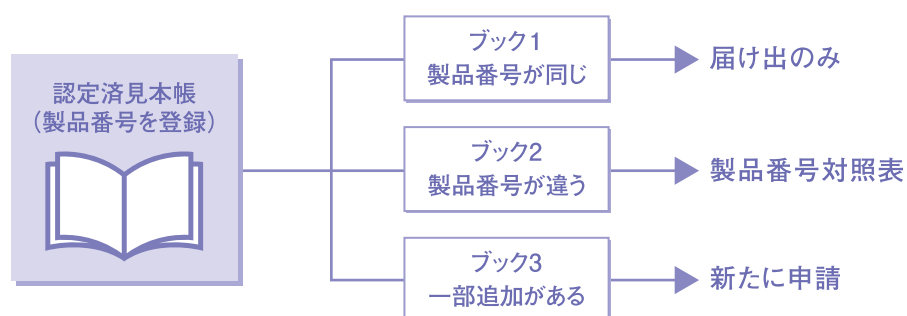 認定済見本帳
（製品番号を登録）
ブック1
製品番号が同じ
届け出のみ
ブック2
製品番号が違う
製品番号対照表
ブック3
一部追加がある
新たに申請